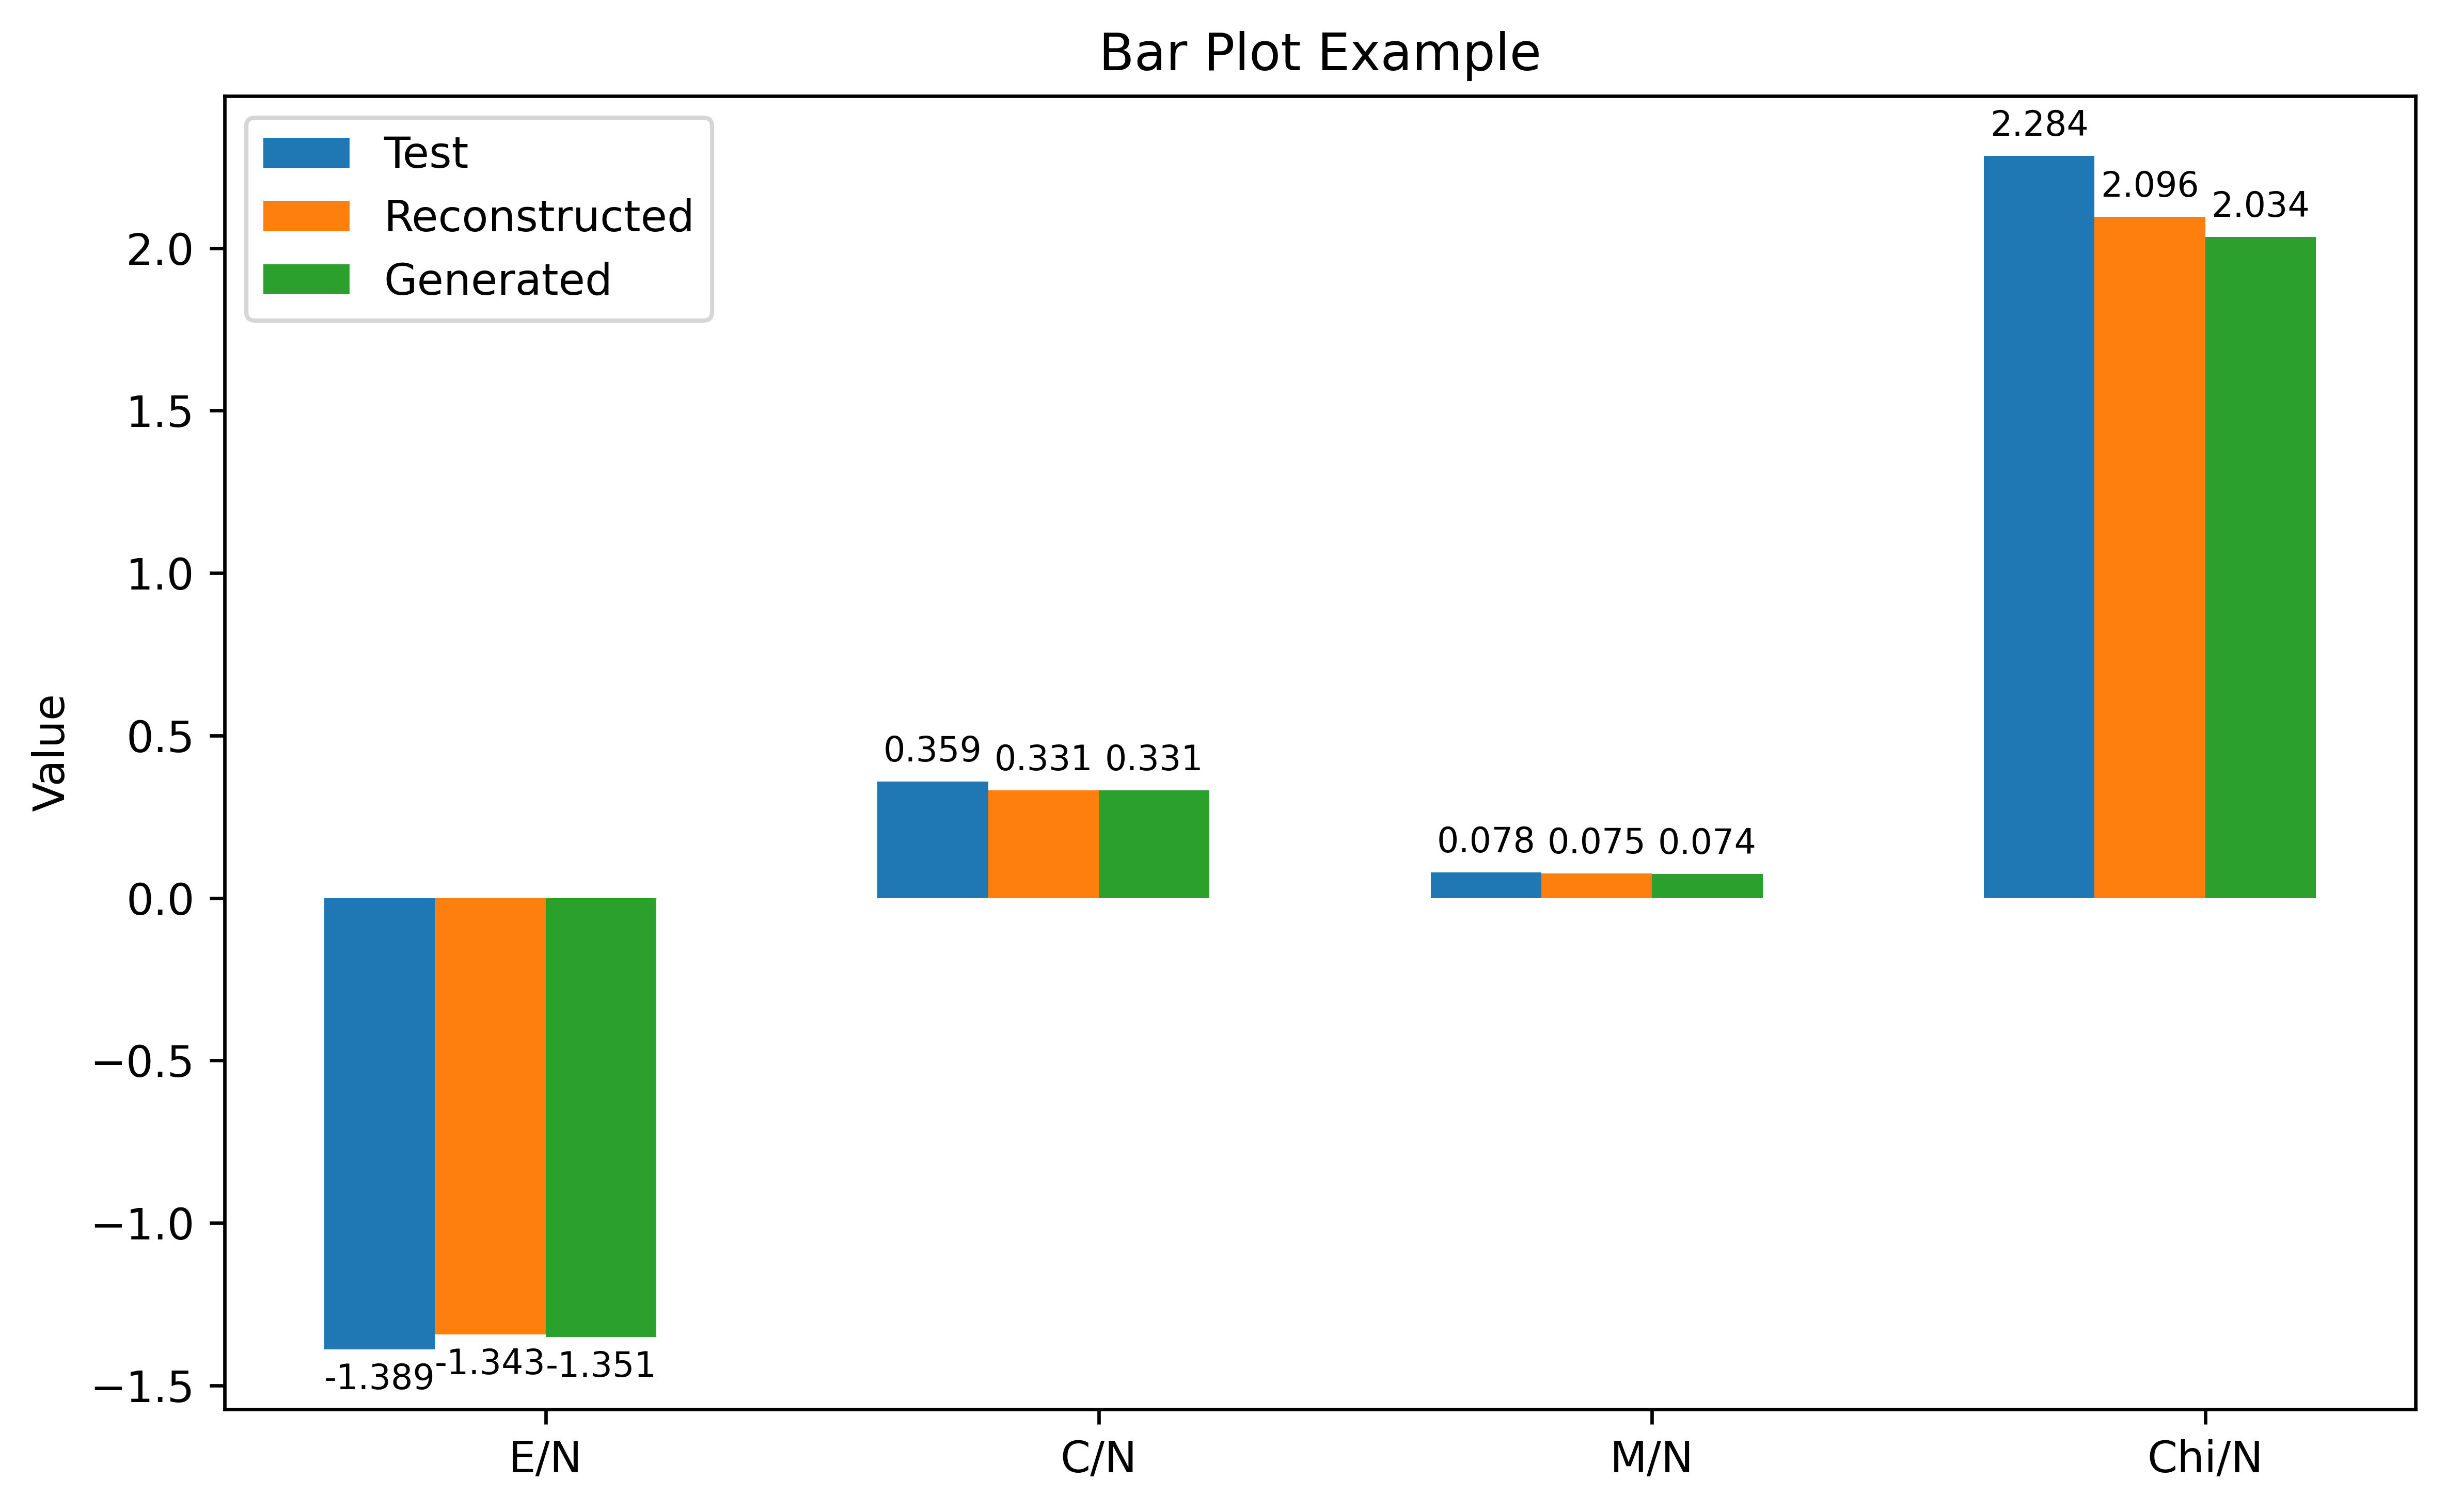 Bar Plot Example
Test
Reconstructed
Generated
Value
2.0
1.5
1.0
0.5
0.0
−0.5
−1.0
−1.5
-1.389
-1.343
-1.351
0.359
0.331
0.331
0.078
0.075
0.074
2.284
2.096
2.034
E/N
C/N
M/N
Chi/N